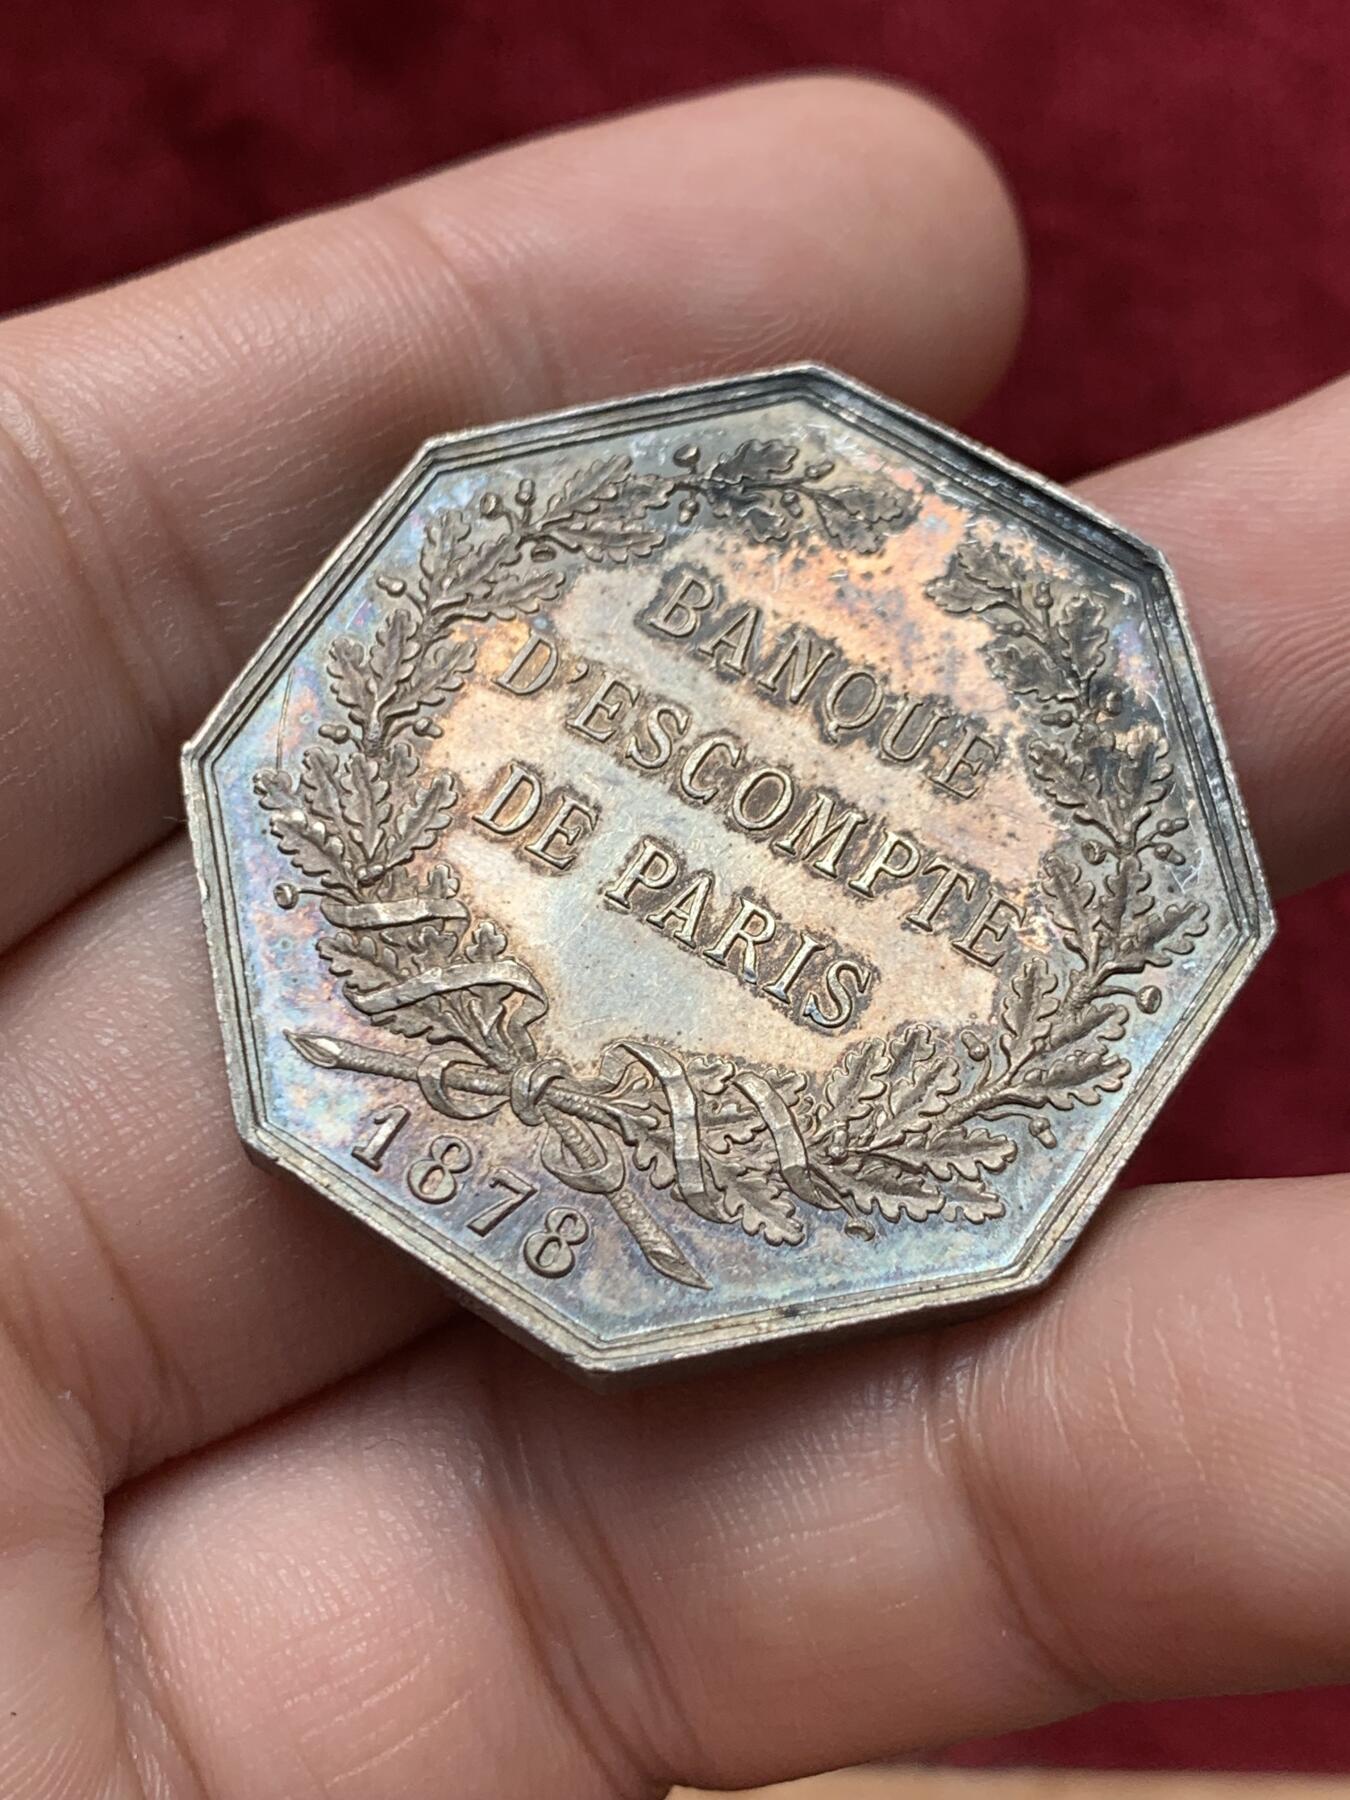 BANQUE
D'ESCOMPTE
DE PARIS
1878